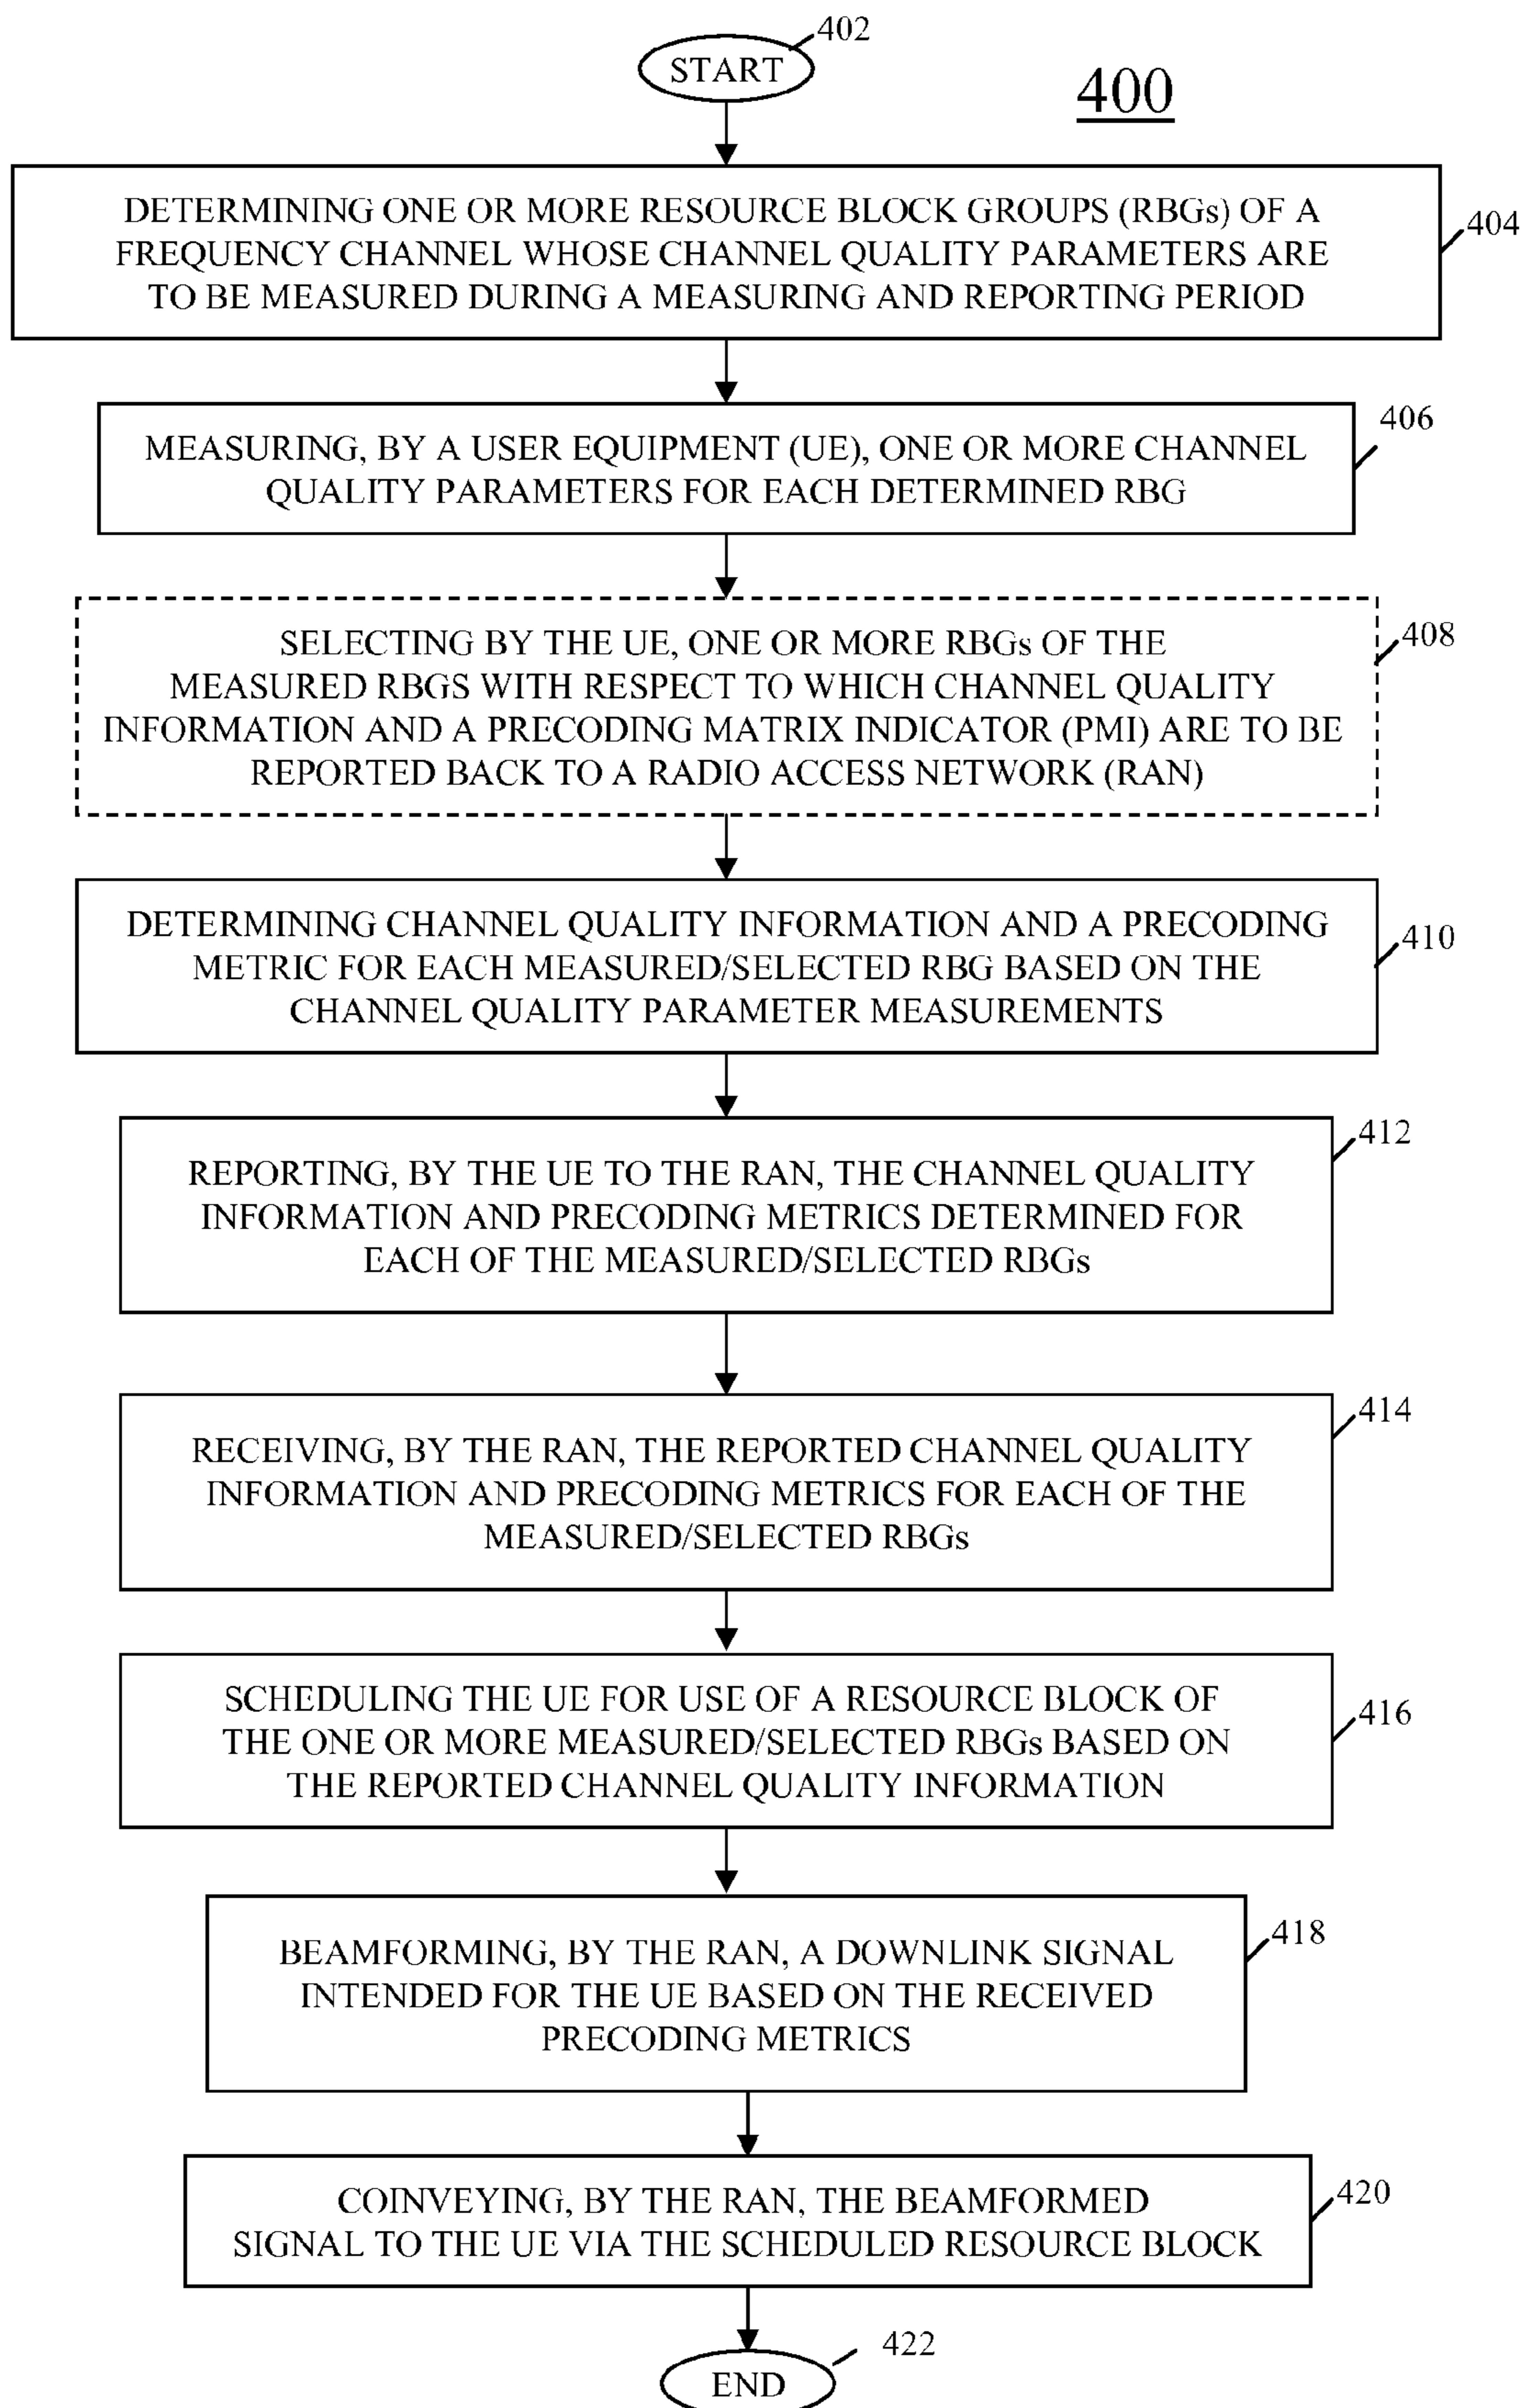 402
START
400
DETERMINING ONE OR MORE RESOURCE BLOCK GROUPS (RBGs) OF A
FREQUENCY CHANNEL WHOSE CHANNEL QUALITY PARAMETERS ARE
TO BE MEASURED DURING A MEASURING AND REPORTING PERIOD
404
406
MEASURING, BY A USER EQUIPMENT (UE), ONE OR MORE CHANNEL
QUALITY PARAMETERS FOR EACH DETERMINED RBG
408
SELECTING BY THE UE, ONE OR MORE RBGs OF THE
MEASURED RBGS WITH RESPECT TO WHICH CHANNEL QUALITY
INFORMATION AND A PRECODING MATRIX INDICATOR (PMI) ARE TO BE
REPORTED BACK TO A RADIO ACCESS NETWORK (RAN)
DETERMINING CHANNEL QUALITY INFORMATION AND A PRECODING
METRIC FOR EACH MEASURED/SELECTED RBG BASED ON THE
CHANNEL QUALITY PARAMETER MEASUREMENTS
410
412
REPORTING, BY THE UE TO THE RAN, THE CHANNEL QUALITY
INFORMATION AND PRECODING METRICS DETERMINED FOR
EACH OF THE MEASURED/SELECTED RBGs
414
RECEIVING, BY THE RAN, THE REPORTED CHANNEL QUALITY
INFORMATION AND PRECODING METRICS FOR EACH OF THE
MEASURED/SELECTED RBGs
SCHEDULING THE UE FOR USE OF A RESOURCE BLOCK OF
THE ONE OR MORE MEASURED/SELECTED RBGs BASED ON
THE REPORTED CHANNEL QUALITY INFORMATION
416
418
BEAMFORMING, BY THE RAN, A DOWNLINK SIGNAL
INTENDED FOR THE UE BASED ON THE RECEIVED
PRECODING METRICS
420
COINVEYING, BY THE RAN, THE BEAMFORMED
SIGNAL TO THE UE VIA THE SCHEDULED RESOURCE BLOCK
422
END